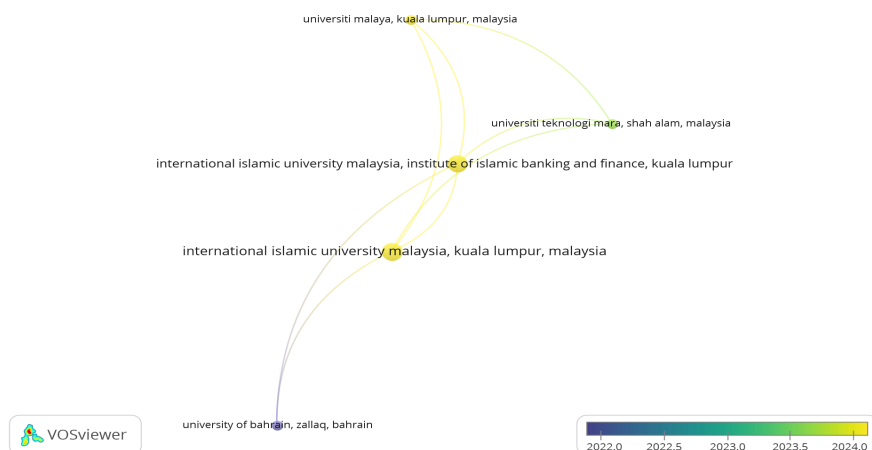 universiti malaya, kuala lumpur, malaysia
universiti teknologi mara, shah alam, malaysia
international islamic university malaysia, institute of islamic banking and finance, kuala lumpur
international islamic university malaysia, kuala lumpur, malaysia
university of bahrain, zallaq, bahrain
VOSviewer
2022.0 2022.5 2023.0 2023.5 2024.0